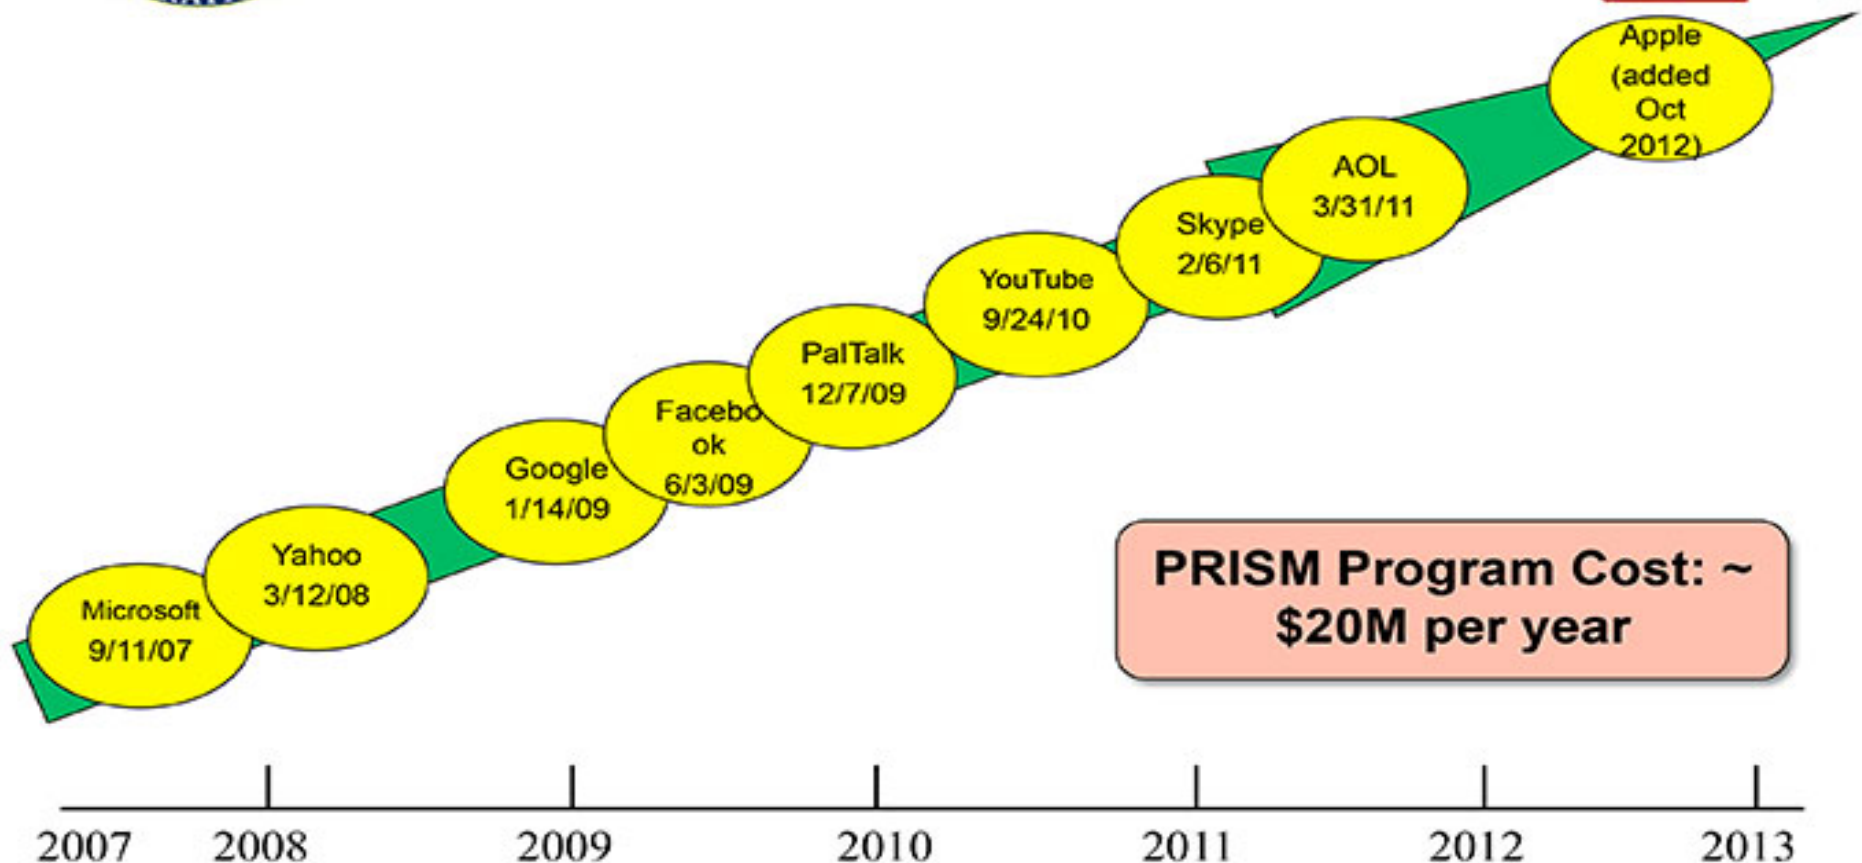 Microsoft
9/11/07
Yahoo
3/12/08
Google
1/14/09
Facebo
ok
6/3/09
PalTalk
12/7/09
YouTube
9/24/10
Skype
2/6/11
AOL
3/31/11
Apple
(added
Oct
2012)
PRISM Program Cost: ~
$20M per year
2007 2008 2009 2010 2011 2012 2013